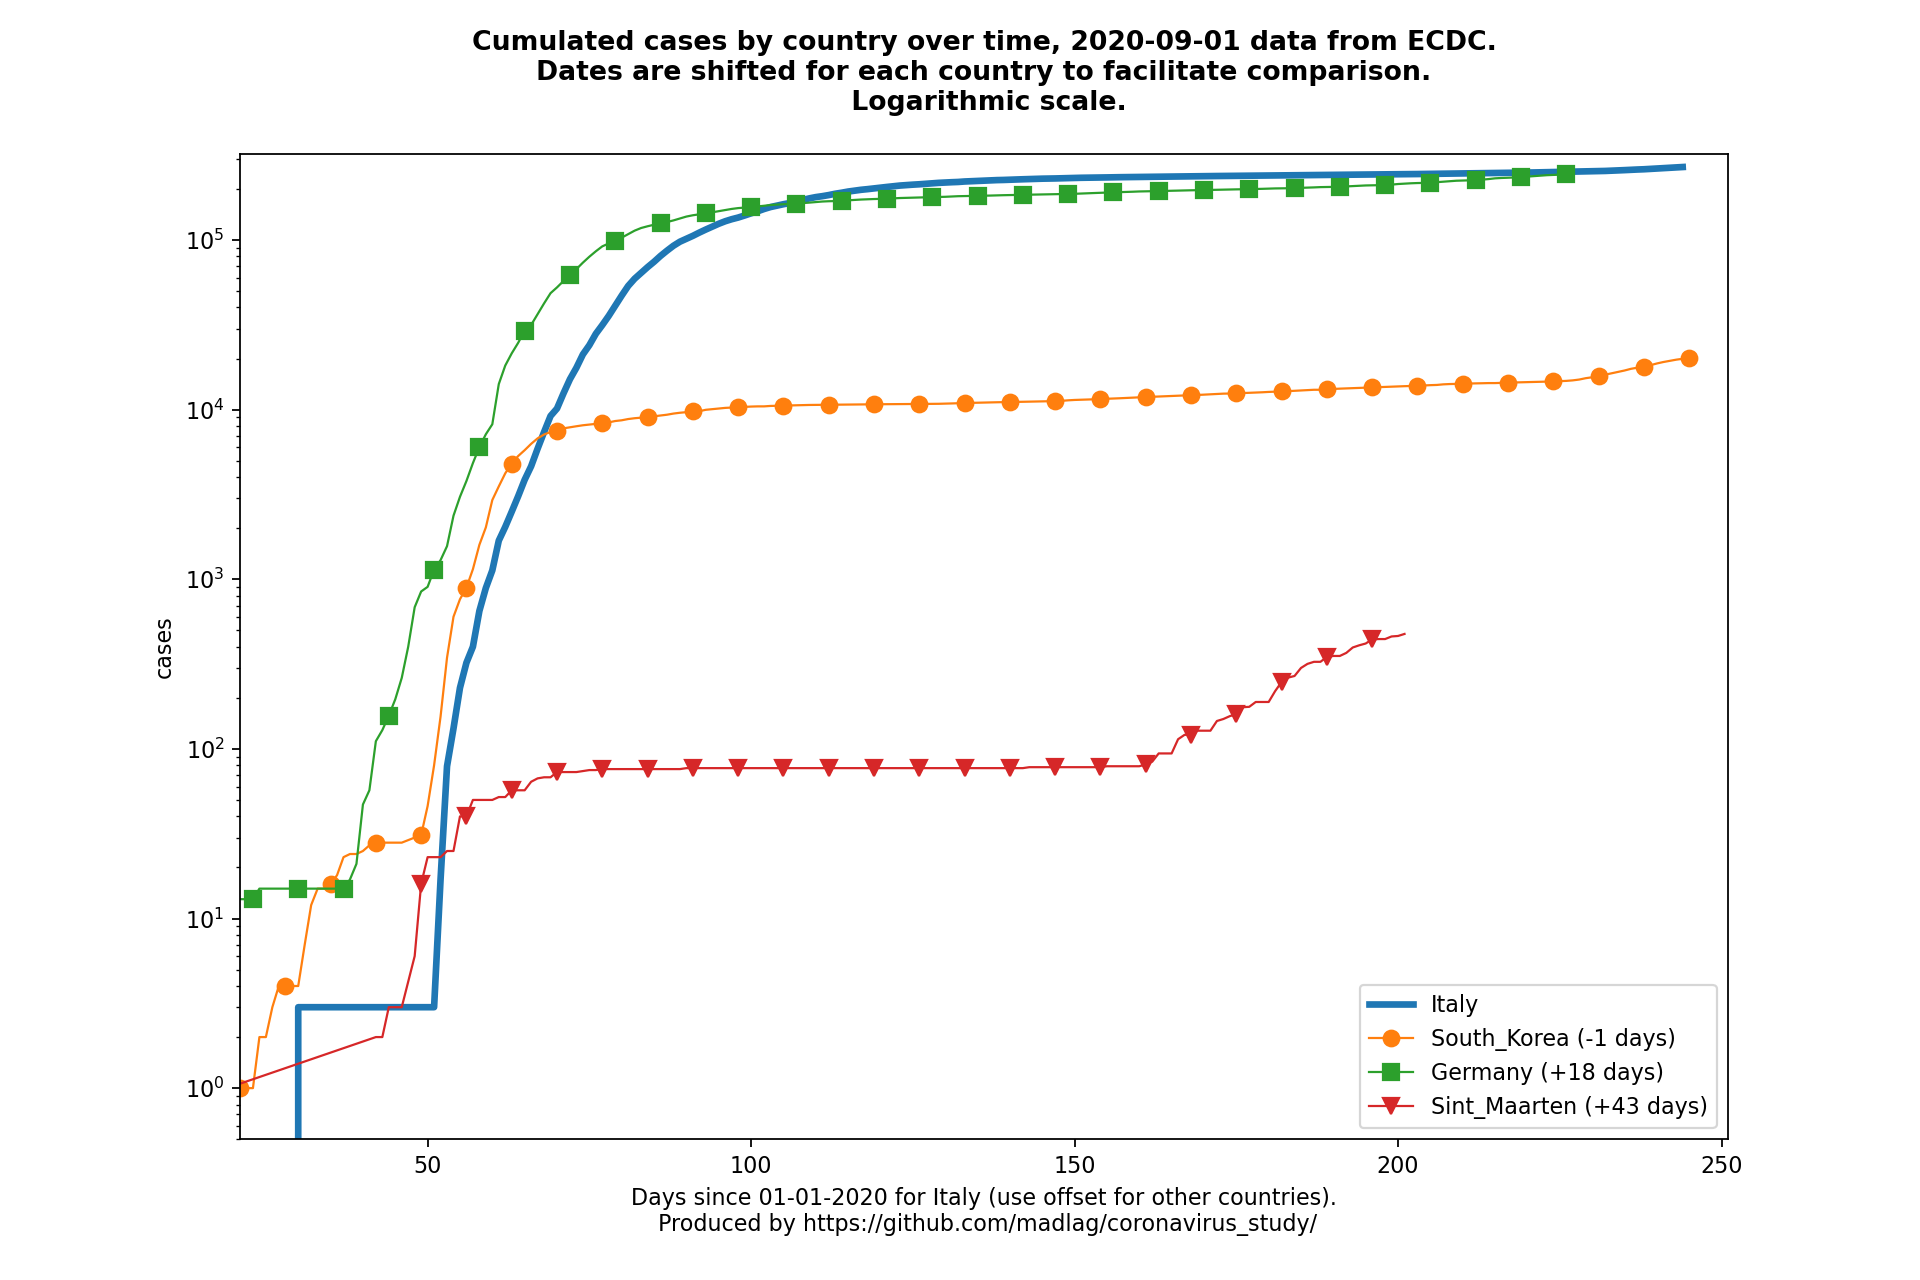 Cumulated cases by country over time, 2020-09-01 data from ECDC.
Dates are shifted for each country to facilitate comparison.
Logarithmic scale.
10^5
10^4
10^3
10^2
10^1
10^0
cases
50
100
150
200
250
Italy
South_Korea (-1 days)
Germany (+18 days)
Sint_Maarten (+43 days)
Days since 01-01-2020 for Italy (use offset for other countries).
Produced by https://github.com/madlag/coronavirus_study/